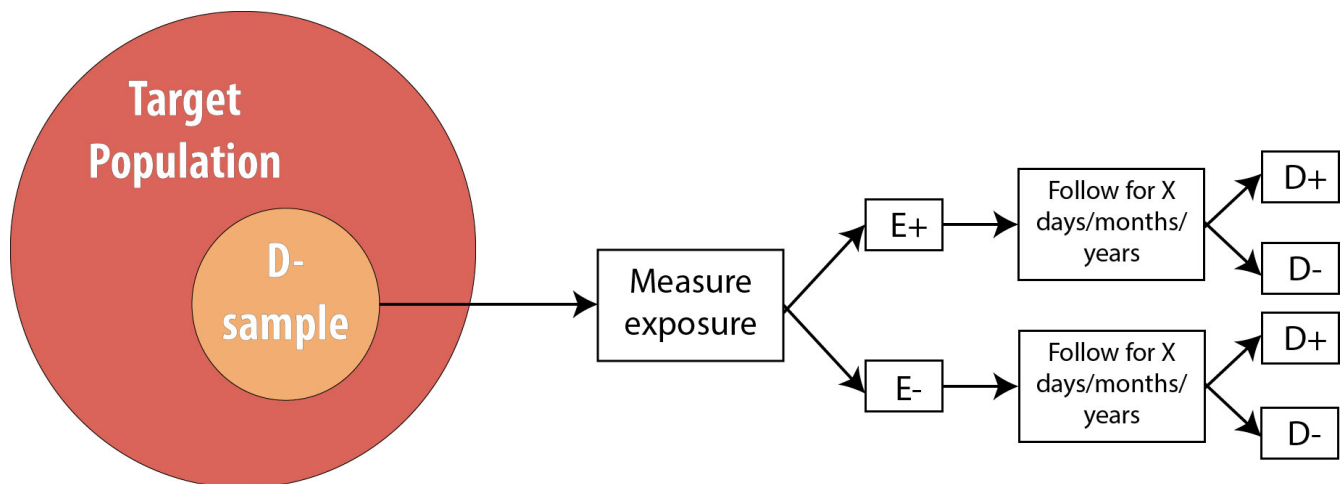 Target
Population
D-
sample
Measure
exposure
E+
Follow for X
days/months/
years
D+
D-
E-
Follow for X
days/months/
years
D+
D-